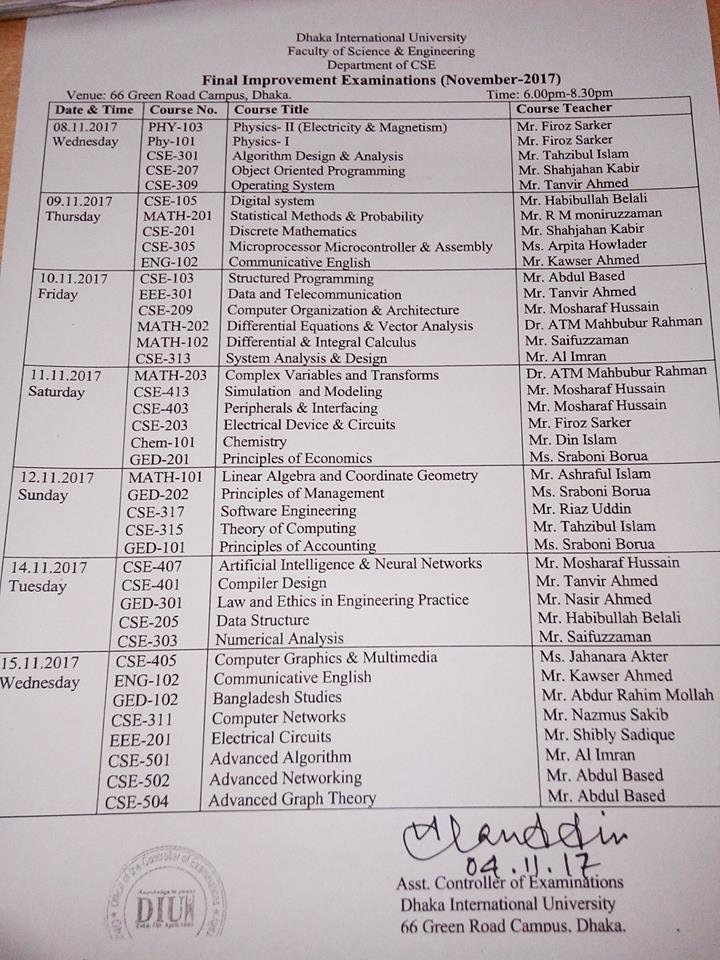 Dhaka International University
Faculty of Science & Engineering
Department of CSE
Final Improvement Examinations (November-2017)
Venue: 66 Green Road Campus, Dhaka. Time: 6.00pm-8.30pm
Date & Time Course No. Course Title Course Teacher
08.11.2017 PHY-103 Physics- II (Electricity & Magnetism) Mr. Firoz Sarker
Wednesday Phy-101 Physics- I Mr. Firoz Sarker
CSE-301 Algorithm Design & Analysis Mr. Tahzibul Islam
CSE-207 Object Oriented Programming Mr. Shahjahan Kabir
CSE-309 Operating System Mr. Tanvir Ahmed
09.11.2017 CSE-105 Digital system Mr. Habibullah Belali
Thursday MATH-201 Statistical Methods & Probability Mr. R M moniruzzaman
CSE-201 Discrete Mathematics Mr. Shahjahan Kabir
CSE-305 Microprocessor Microcontroller & Assembly Ms. Arpita Howlader
ENG-102 Communicative English Mr. Kawser Ahmed
10.11.2017 CSE-103 Structured Programming Mr. Abdul Based
Friday EEE-301 Data and Telecommunication Mr. Tanvir Ahmed
CSE-209 Computer Organization & Architecture Mr. Mosharaf Hussain
MATH-202 Differential Equations & Vector Analysis Dr. ATM Mahbubur Rahman
MATH-102 Differential & Integral Calculus Mr. Saifuzzaman
CSE-313 System Analysis & Design Mr. Al Imran
11.11.2017 MATH-203 Complex Variables and Transforms Dr. ATM Mahbubur Rahman
Saturday CSE-413 Simulation and Modeling Mr. Mosharaf Hussain
CSE-403 Peripherals & Interfacing Mr. Mosharaf Hussain
CSE-203 Electrical Device & Circuits Mr. Firoz Sarker
Chem-101 Chemistry Mr. Din Islam
GED-201 Principles of Economics Ms. Sraboni Borua
12.11.2017 MATH-101 Linear Algebra and Coordinate Geometry Mr. Ashraful Islam
Sunday GED-202 Principles of Management Ms. Sraboni Borua
CSE-317 Software Engineering Mr. Riaz Uddin
CSE-315 Theory of Computing Mr. Tahzibul Islam
GED-101 Principles of Accounting Ms. Sraboni Borua
14.11.2017 CSE-407 Artificial Intelligence & Neural Networks Mr. Mosharaf Hussain
Tuesday CSE-401 Compiler Design Mr. Tanvir Ahmed
GED-301 Law and Ethics in Engineering Practice Mr. Nasir Ahmed
CSE-205 Data Structure Mr. Habibullah Belali
CSE-303 Numerical Analysis Mr. Saifuzzaman
15.11.2017 CSE-405 Computer Graphics & Multimedia Ms. Jahanara Akter
Wednesday ENG-102 Communicative English Mr. Kawser Ahmed
GED-102 Bangladesh Studies Mr. Abdur Rahim Mollah
CSE-311 Computer Networks Mr. Nazmus Sakib
EEE-201 Electrical Circuits Mr. Shibly Sadique
CSE-501 Advanced Algorithm Mr. Al Imran
CSE-502 Advanced Networking Mr. Abdul Based
CSE-504 Advanced Graph Theory Mr. Abdul Based
04.11.17
Asst. Controller of Examinations
Dhaka International University
66 Green Road Campus, Dhaka.
Office of the Controller of Examinations
DIU